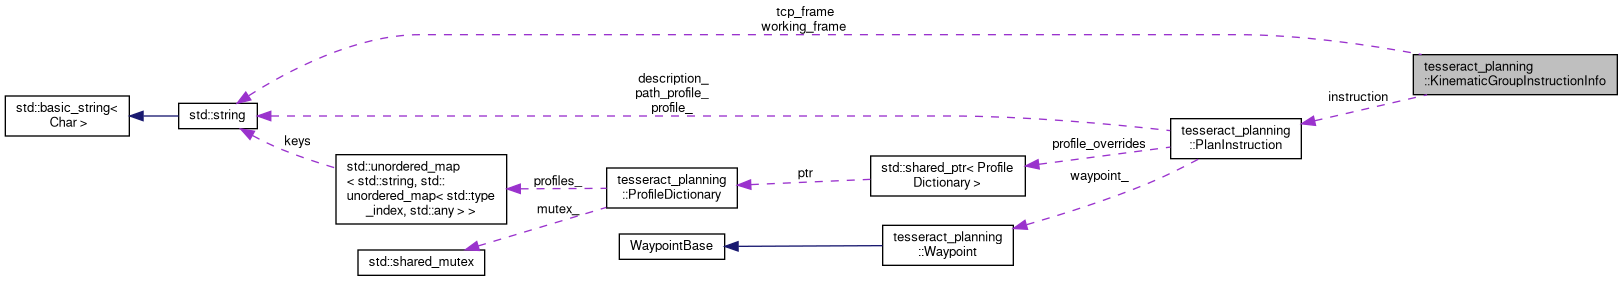 tcp_frame
working_frame
tesseract_planning
::KinematicGroupInstructionInfo
description_
path_profile_
profile_
instruction
std::basic_string<
Char >
std::string
keys
tesseract_planning
::PlanInstruction
profile_overrides
std::unordered_map
< std::string, std::
unordered_map< std::type
_index, std::any > >
profiles_
tesseract_planning
::ProfileDictionary
ptr
std::shared_ptr< Profile
Dictionary >
waypoint_
mutex_
std::shared_mutex
WaypointBase
tesseract_planning
::Waypoint